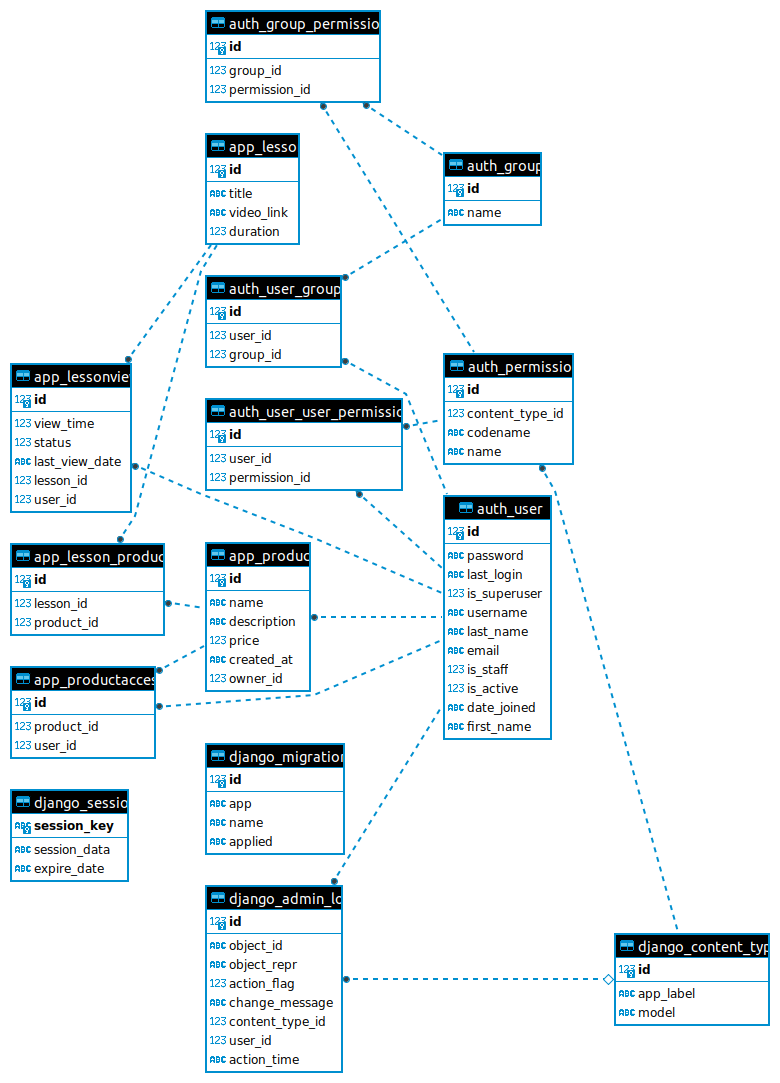 auth_group_permissio
123 id
123 group_id
123 permission_id
app_lesso
123 id
ABC title
ABC video_link
123 duration
auth_group
123 id
ABC name
auth_user_group
123 id
123 user_id
123 group_id
app_lessonview
123 id
123 view_time
123 status
ABC last_view_date
123 lesson_id
123 user_id
auth_permissio
123 id
123 content_type_id
ABC codename
ABC name
auth_user_user_permissio
123 id
123 user_id
123 permission_id
auth_user
123 id
ABC password
ABC last_login
123 is_superuser
ABC username
ABC last_name
ABC email
123 is_staff
123 is_active
ABC date_joined
ABC first_name
app_lesson_produc
123 id
123 lesson_id
123 product_id
app_produc
123 id
ABC name
ABC description
123 price
ABC created_at
123 owner_id
app_productacces
123 id
123 product_id
123 user_id
django_migration
123 id
ABC app
ABC name
ABC applied
django_sessio
ABC session_key
ABC session_data
ABC expire_date
django_admin_lo
123 id
ABC object_id
ABC object_repr
123 action_flag
ABC change_message
123 content_type_id
123 user_id
ABC action_time
django_content_typ
123 id
ABC app_label
ABC model